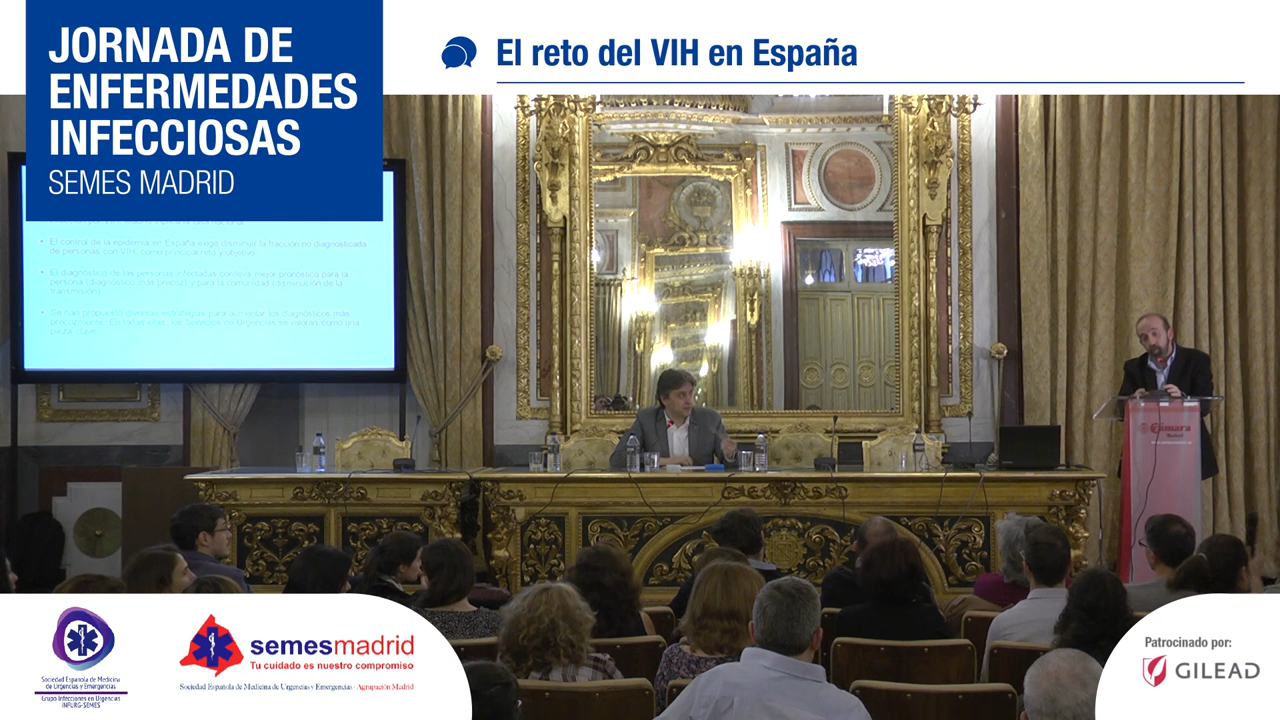 JORNADA DE
ENFERMEDADES
INFECCIOSAS
SEMES MADRID
El reto del VIH en España
• El control de la epidemia en España exige disminuir la fracción no diagnosticada
de personas con VIH, como principal reto y objetivo.
• El diagnóstico de las personas infectadas conlleva mejor pronóstico para la
persona (diagnóstico más precoz) y para la comunidad (disminución de la
transmisión)
• Se han propuesto diversas estrategias para aumentar los diagnósticos más
precozmente. En todas ellas, los Servicios de Urgencias se valoran como una
pieza clave
Cámara
Madrid
Sociedad Española de Medicina
de Urgencias y Emergencias
Grupo Infecciones en Urgencias
INFURG-SEMES
semesmadrid
Tu cuidado es nuestro compromiso
Sociedad Española de Medicina de Urgencias y Emergencias - Agrupación Madrid
Patrocinado por:
GILEAD